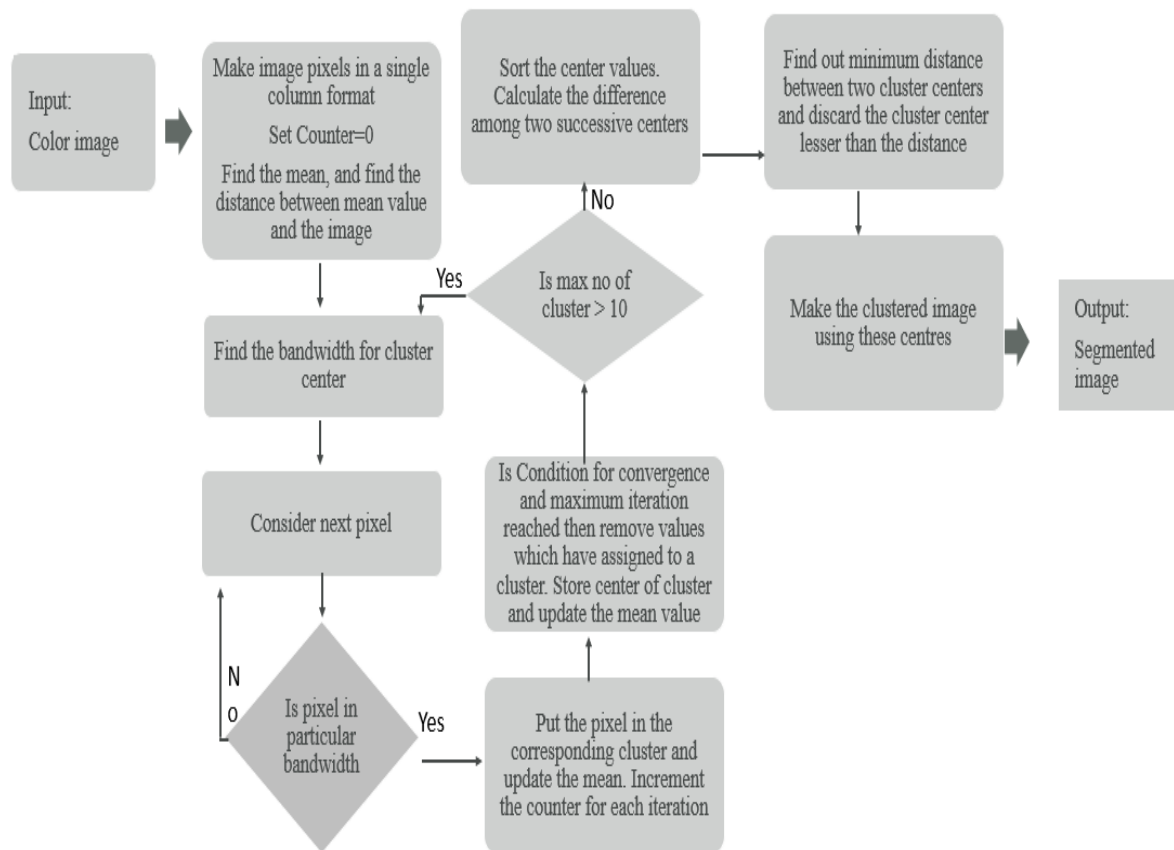 Input:
Color image
Make image pixels in a single
column format
Set Counter=0
Find the mean, and find the
distance between mean value
and the image
Find the bandwidth for cluster
center
Consider next pixel
N
o
Is pixel in
particular
bandwidth
Yes
Put the pixel in the
corresponding cluster and
update the mean. Increment
the counter for each iteration
Is Condition for convergence
and maximum iteration
reached then remove values
which have assigned to a
cluster. Store center of cluster
and update the mean value
Is max no of
cluster > 10
Yes
No
Sort the center values.
Calculate the difference
among two successive centers
Find out minimum distance
between two cluster centers
and discard the cluster center
lesser than the distance
Make the clustered image
using these centres
Output:
Segmented
image